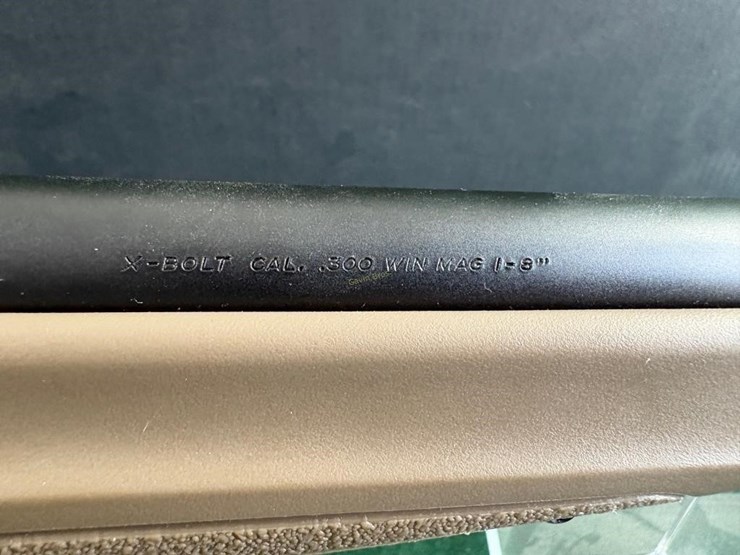 X-BOLT CAL. .300 WIN MAG 1-8"